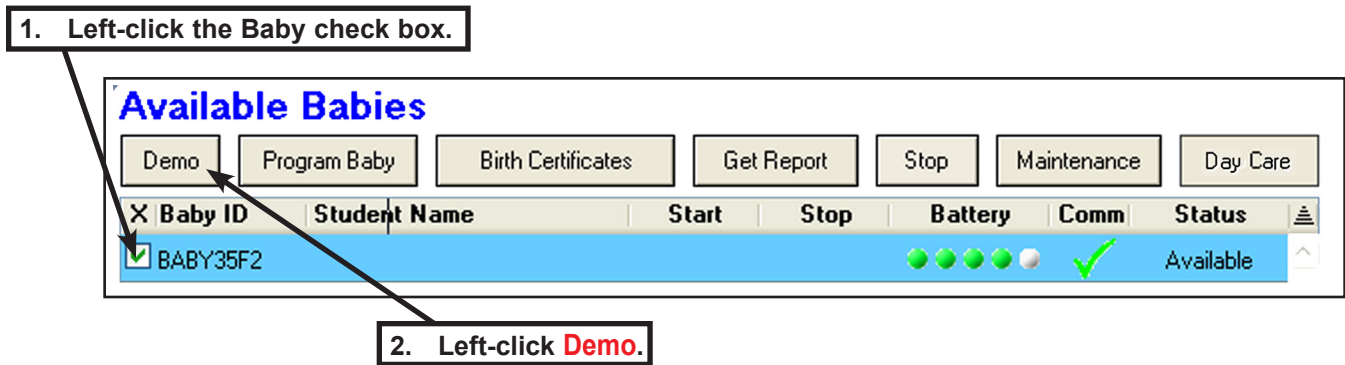 1. Left-click the Baby check box.
Available Babies
Demo Program Baby Birth Certificates Get Report Stop Maintenance Day Care
X Baby ID Student Name Start Stop Battery Comm Status
BABY35F2 Available
2. Left-click Demo.